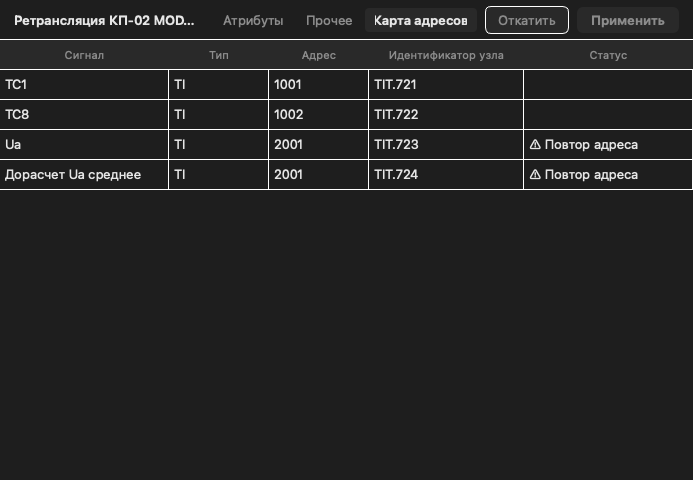 Ретрансляция КП-02 MOD... Атрибуты Прочее Карта адресов Откатить Применить
Сигнал Тип Адрес Идентификатор узла Статус
ТС1 TI 1001 TIT.721
ТС8 TI 1002 TIT.722
Ua TI 2001 TIT.723 ⚠ Повтор адреса
Дорасчет Ua среднее TI 2001 TIT.724 ⚠ Повтор адреса